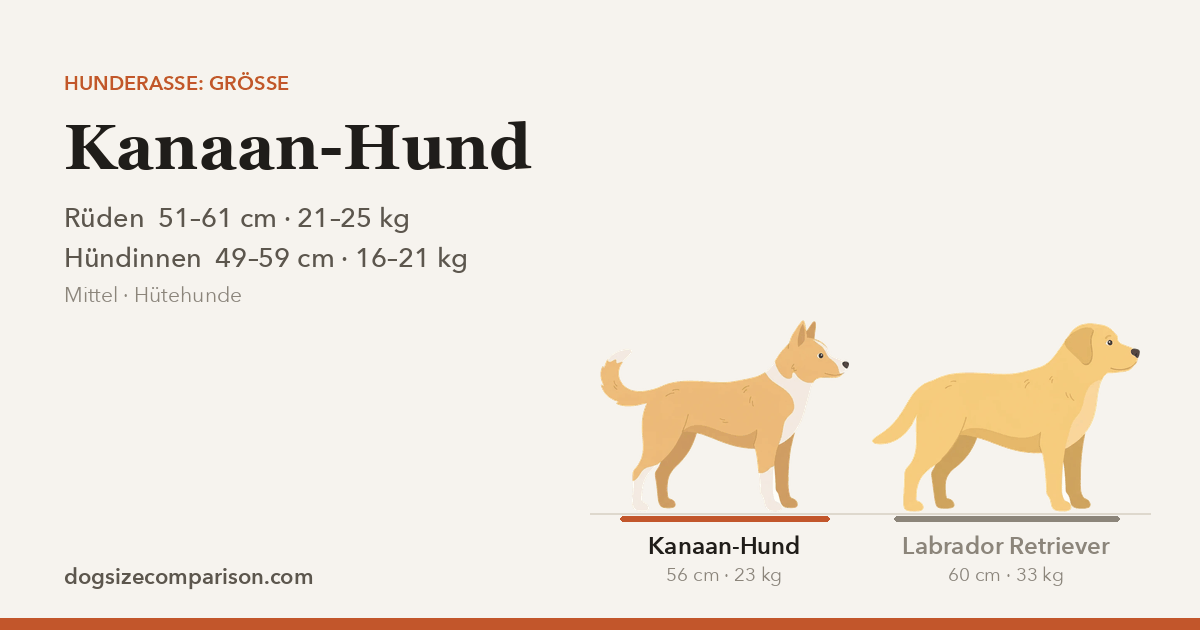 HUNDERASSE: GRÖSSE
Kanaan-Hund
Rüden 51–61 cm · 21–25 kg
Hündinnen 49–59 cm · 16–21 kg
Mittel · Hütehunde
Kanaan-Hund
56 cm · 23 kg
Labrador Retriever
60 cm · 33 kg
dogsizecomparison.com